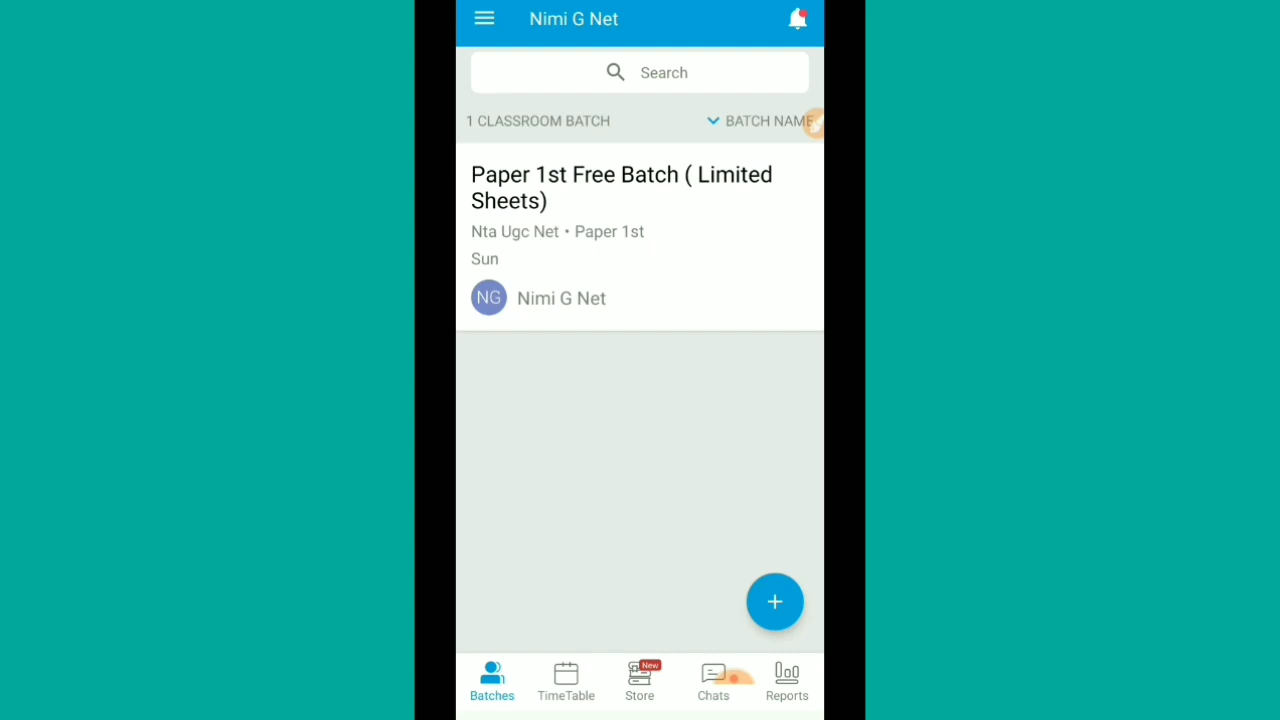 Nimi G Net
Search
1 CLASSROOM BATCH
BATCH NAME
Paper 1st Free Batch ( Limited
Sheets)
Nta Ugc Net • Paper 1st
Sun
NG
Nimi G Net
+
New
Batches
TimeTable
Store
Chats
Reports